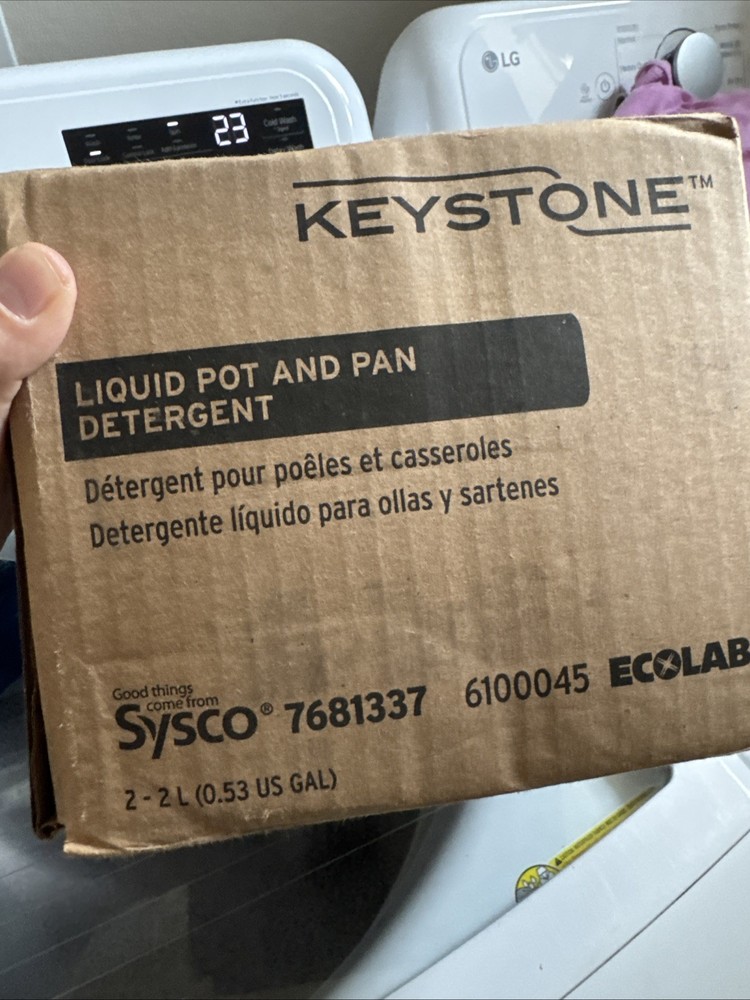 LG
23
Cold Wash
KEYSTONE™
LIQUID POT AND PAN
DETERGENT
Détergent pour poêles et casseroles
Detergente líquido para ollas y sartenes
Good things
come from
Sysco® 7681337 6100045 ECOLAB
2 - 2 L (0.53 US GAL)